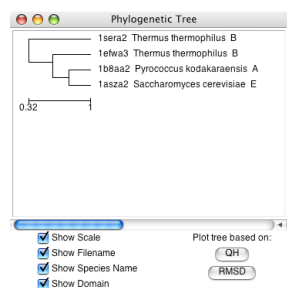 Phylogenetic Tree
1sera2 Thermus thermophilus B
1efwa3 Thermus thermophilus B
1b8aa2 Pyrococcus kodakaraensis A
1asza2 Saccharomyces cerevisiae E
0.32 1
Show Scale Plot tree based on:
Show Filename QH
Show Species Name RMSD
Show Domain